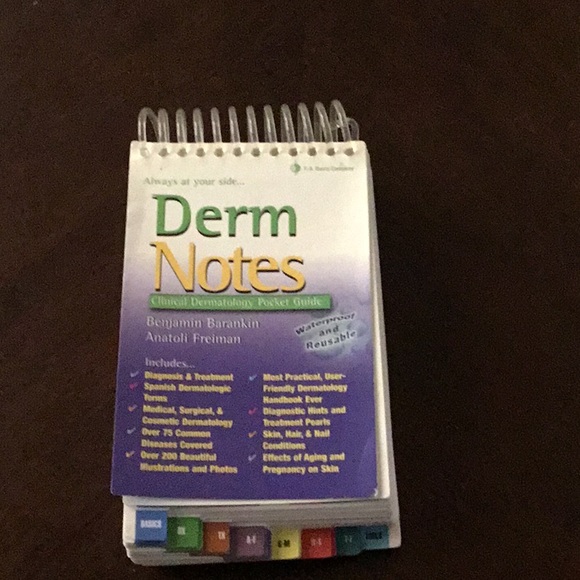 F.A. Davis Company
Always at your side...
Derm
Notes
Clinical Dermatology Pocket Guide
Benjamin Barankin
Anatoli Freiman
Waterproof
and
Reusable
Includes...
Diagnosis & Treatment
Spanish Dermatologic
Terms
Medical, Surgical, &
Cosmetic Dermatology
Over 75 Common
Diseases Covered
Over 200 Beautiful
Illustrations and Photos
Most Practical, User-
Friendly Dermatology
Handbook Ever
Diagnostic Hints and
Treatment Pearls
Skin, Hair, & Nail
Conditions
Effects of Aging and
Pregnancy on Skin
BASICS
DX
TX
A-F
G-M
TOOLS